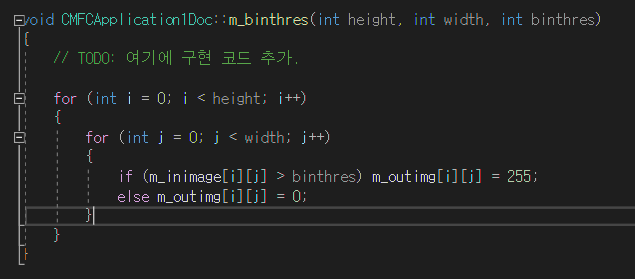 void CMFCApplication1Doc::m_binthres(int height, int width, int binthres)
{
// TODO: 여기에 구현 코드 추가.
for (int i = 0; i < height; i++)
{
for (int j = 0; j < width; j++)
{
if (m_inimage[i][j] > binthres) m_outimg[i][j] = 255;
else m_outimg[i][j] = 0;
}
}
}